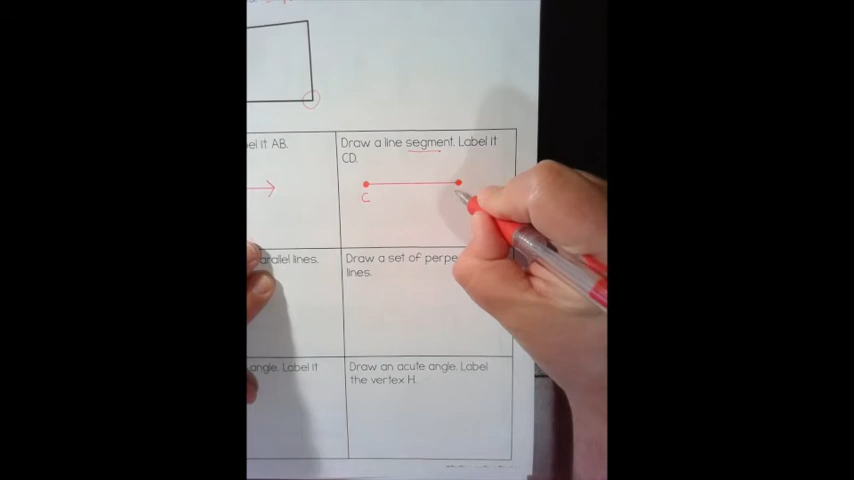 el it AB.
Draw a line segment. Label it
CD.
C
arallel lines.
Draw a set of perpe
lines.
angle. Label it
Draw an acute angle. Label
the vertex H.